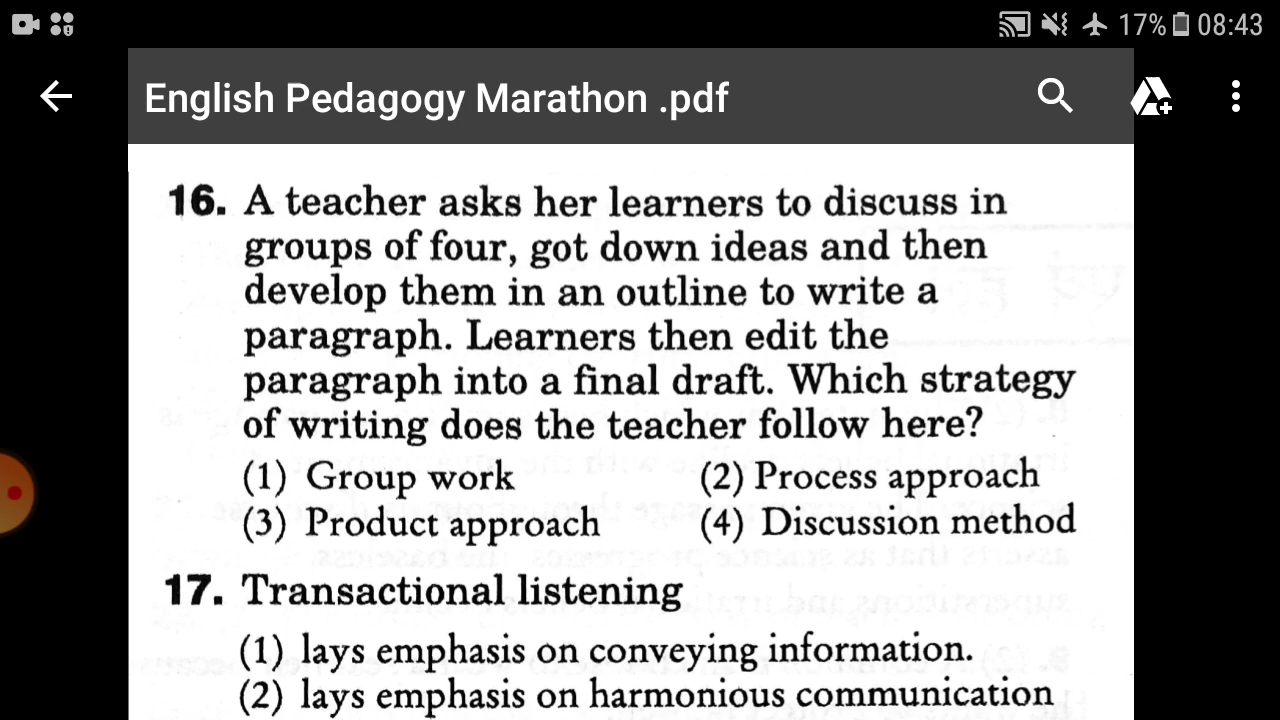 17% 08:43
English Pedagogy Marathon .pdf
16. A teacher asks her learners to discuss in
groups of four, got down ideas and then
develop them in an outline to write a
paragraph. Learners then edit the
paragraph into a final draft. Which strategy
of writing does the teacher follow here?
(1) Group work (2) Process approach
(3) Product approach (4) Discussion method
17. Transactional listening
(1) lays emphasis on conveying information.
(2) lays emphasis on harmonious communication